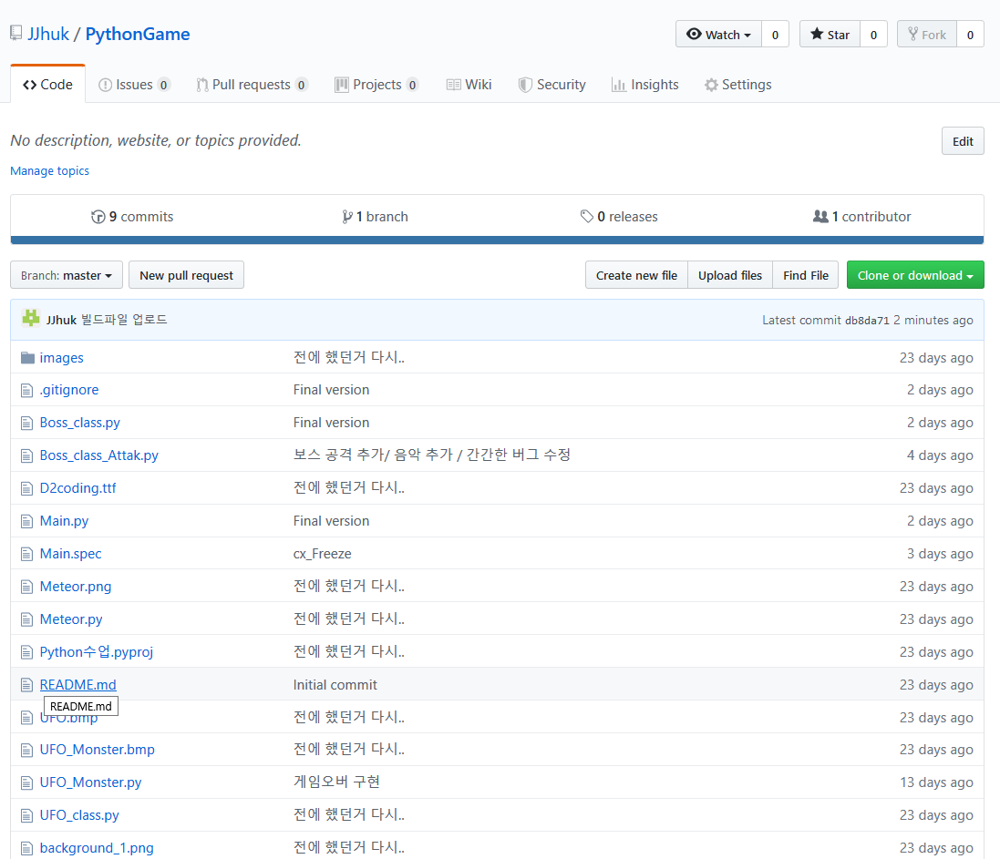 JJhuk / PythonGame
Watch 0 Star 0 Fork 0
Code Issues 0 Pull requests 0 Projects 0 Wiki Security Insights Settings
No description, website, or topics provided. Edit
Manage topics
9 commits 1 branch 0 releases 1 contributor
Branch: master New pull request Create new file Upload files Find File Clone or download
JJhuk 빌드파일 업로드 Latest commit db8da71 2 minutes ago
images 전에 했던거 다시.. 23 days ago
.gitignore Final version 2 days ago
Boss_class.py Final version 2 days ago
Boss_class_Attak.py 보스 공격 추가/ 음악 추가 / 간간한 버그 수정 4 days ago
D2coding.ttf 전에 했던거 다시.. 23 days ago
Main.py Final version 2 days ago
Main.spec cx_Freeze 3 days ago
Meteor.png 전에 했던거 다시.. 23 days ago
Meteor.py 전에 했던거 다시.. 23 days ago
Python수업.pyproj 전에 했던거 다시.. 23 days ago
README.md Initial commit 23 days ago
README.md
UFO.bmp 전에 했던거 다시.. 23 days ago
UFO_Monster.bmp 전에 했던거 다시.. 23 days ago
UFO_Monster.py 게임오버 구현 13 days ago
UFO_class.py 전에 했던거 다시.. 23 days ago
background_1.png 전에 했던거 다시.. 23 days ago